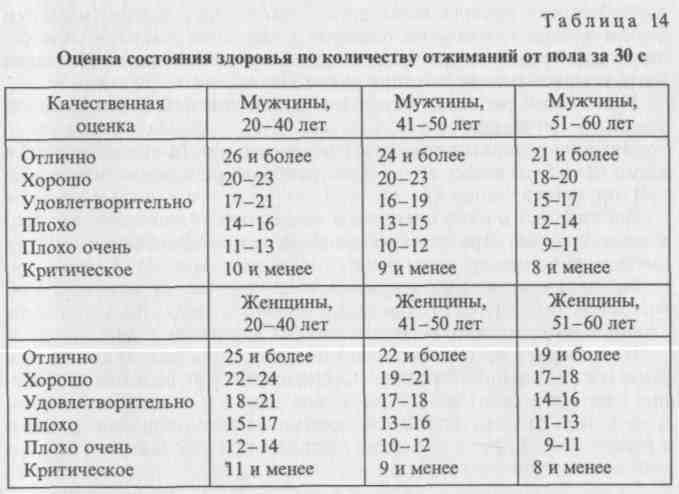 Таблица 14
Оценка состояния здоровья по количеству отжиманий от пола за 30 с
Качественная оценка Мужчины, 20–40 лет Мужчины, 41–50 лет Мужчины, 51–60 лет
Отлично 26 и более 24 и более 21 и более
Хорошо 20–23 20–23 18–20
Удовлетворительно 17–21 16–19 15–17
Плохо 14–16 13–15 12–14
Плохо очень 11–13 10–12 9–11
Критическое 10 и менее 9 и менее 8 и менее
Женщины, 20–40 лет Женщины, 41–50 лет Женщины, 51–60 лет
Отлично 25 и более 22 и более 19 и более
Хорошо 22–24 19–21 17–18
Удовлетворительно 18–21 17–18 14–16
Плохо 15–17 13–16 11–13
Плохо очень 12–14 10–12 9–11
Критическое 11 и менее 9 и менее 8 и менее